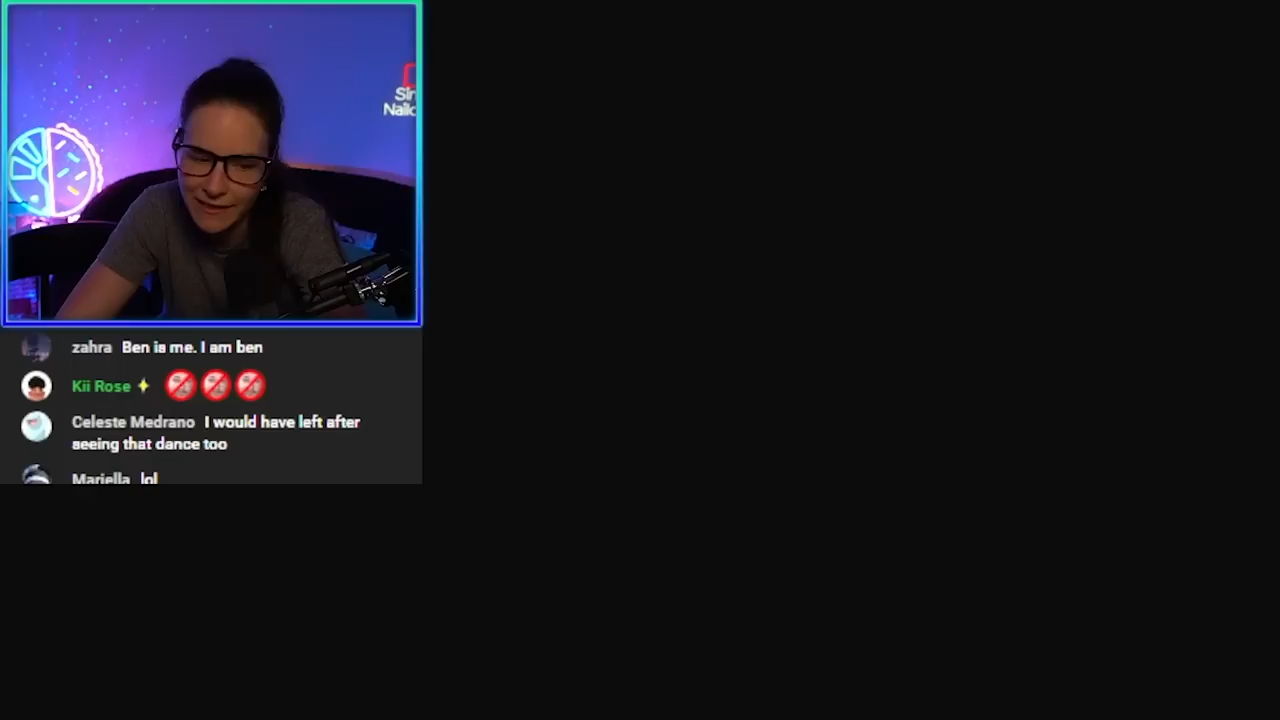 zahra Ben is me. I am ben
Kii Rose
Celeste Medrano I would have left after
seeing that dance too
Mariella lol